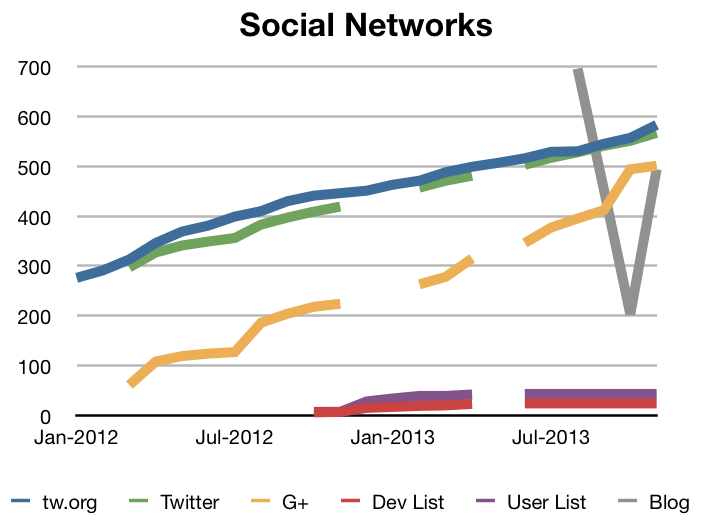 Social Networks
700
600
500
400
300
200
100
0
Jan-2012 Jul-2012 Jan-2013 Jul-2013
tw.org Twitter G+ Dev List User List Blog